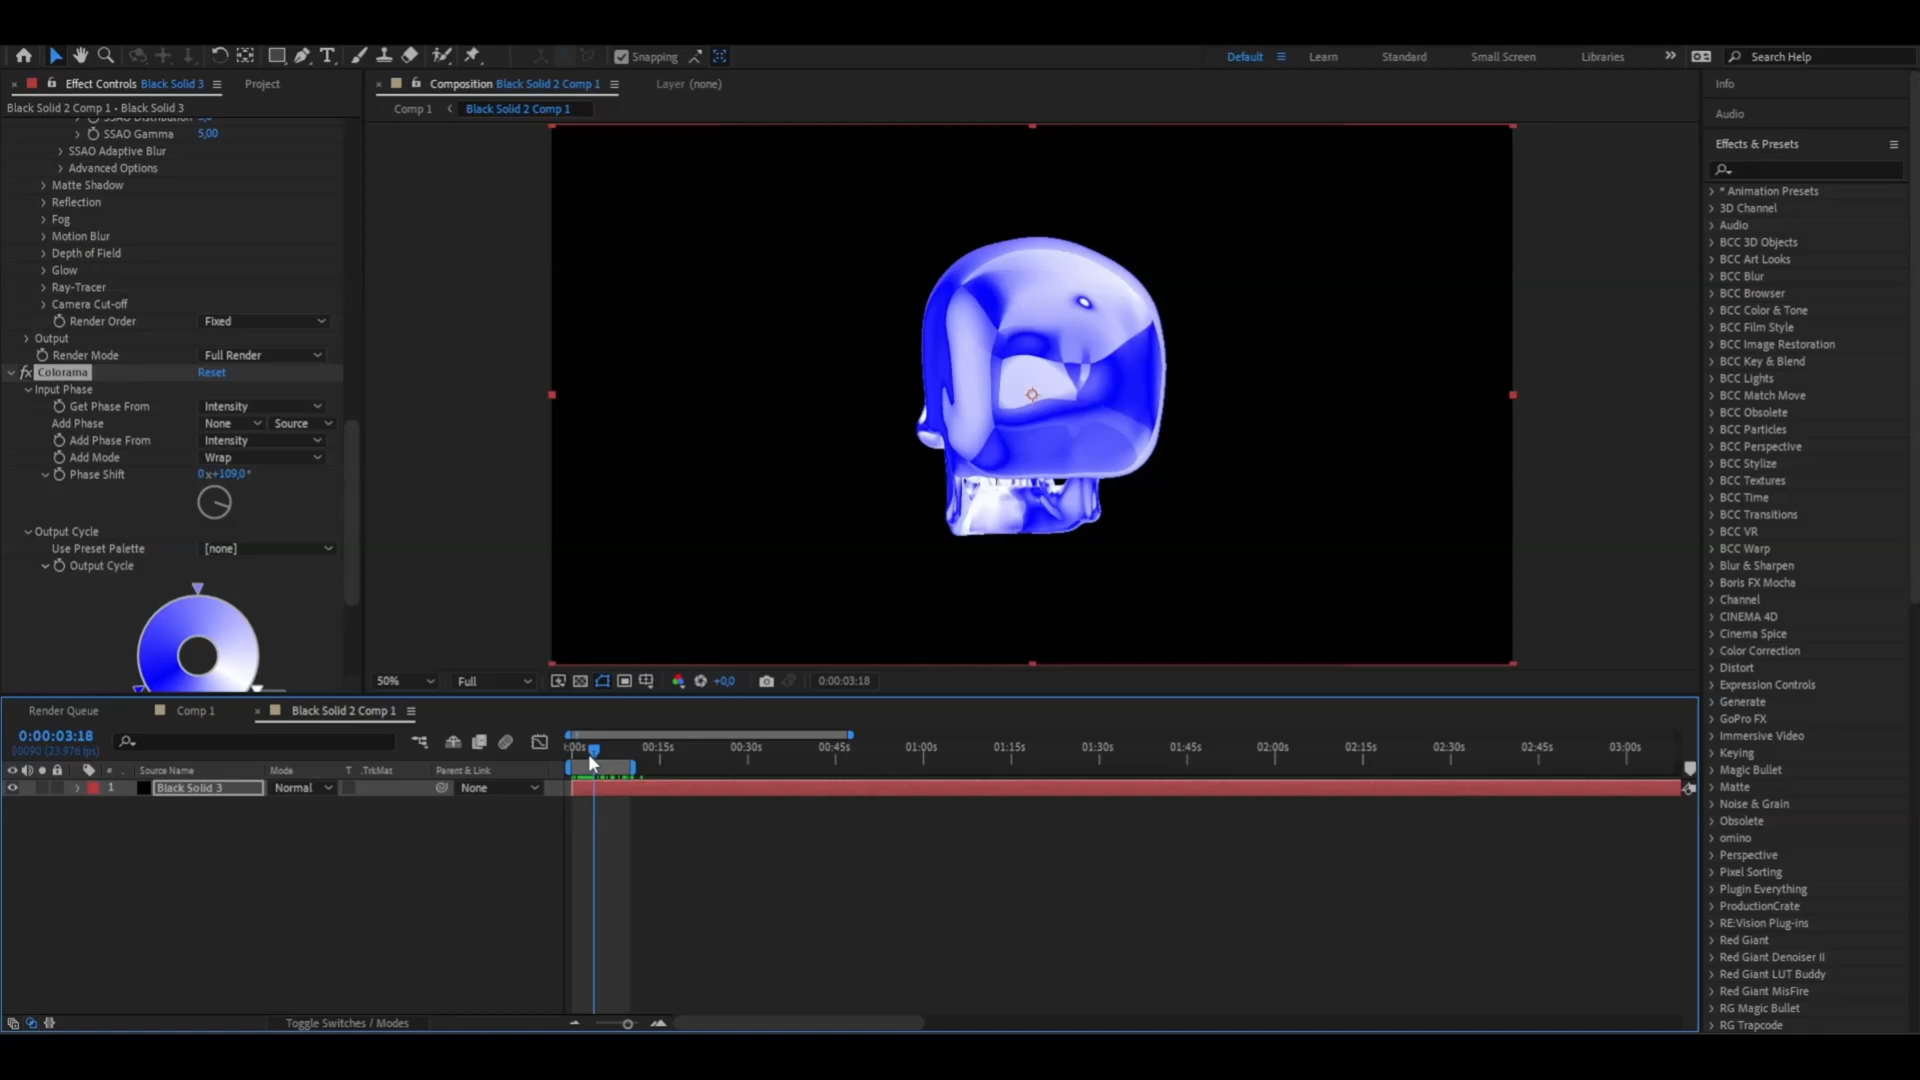 Snapping
Default
Learn
Standard
Small Screen
Libraries
Search Help
Effect Controls Black Solid 3
Project
Composition Black Solid 2 Comp 1
Layer (none)
Info
Black Solid 2 Comp 1 • Black Solid 3
Comp 1
Black Solid 2 Comp 1
Audio
SSAO Distribution
SSAO Gamma 5,00
SSAO Adaptive Blur
Advanced Options
Matte Shadow
Reflection
Fog
Motion Blur
Depth of Field
Glow
Ray-Tracer
Camera Cut-off
Render Order Fixed
Output
Render Mode Full Render
fx Colorama Reset
Input Phase
Get Phase From Intensity
Add Phase None Source
Add Phase From Intensity
Add Mode Wrap
Phase Shift 0x+109,0°
Output Cycle
Use Preset Palette [none]
Output Cycle
50%
Full
+0,0
0:00:03:18
Effects & Presets
* Animation Presets
3D Channel
Audio
BCC 3D Objects
BCC Art Looks
BCC Blur
BCC Browser
BCC Color & Tone
BCC Film Style
BCC Image Restoration
BCC Key & Blend
BCC Lights
BCC Match Move
BCC Obsolete
BCC Particles
BCC Perspective
BCC Stylize
BCC Textures
BCC Time
BCC Transitions
BCC VR
BCC Warp
Blur & Sharpen
Boris FX Mocha
Channel
CINEMA 4D
Cinema Spice
Color Correction
Distort
Expression Controls
Generate
GoPro FX
Immersive Video
Keying
Magic Bullet
Matte
Noise & Grain
Obsolete
omino
Perspective
Pixel Sorting
Plugin Everything
ProductionCrate
RE:Vision Plug-ins
Red Giant
Red Giant Denoiser II
Red Giant LUT Buddy
Red Giant MisFire
RG Magic Bullet
RG Trapcode
Render Queue
Comp 1
Black Solid 2 Comp 1
0:00:03:18
00090 (23.976 fps)
:00s 00:15s 00:30s 00:45s 01:00s 01:15s 01:30s 01:45s 02:00s 02:15s 02:30s 02:45s 03:00s
# Source Name Mode T .TrkMat Parent & Link
1 Black Solid 3 Normal None
Toggle Switches / Modes